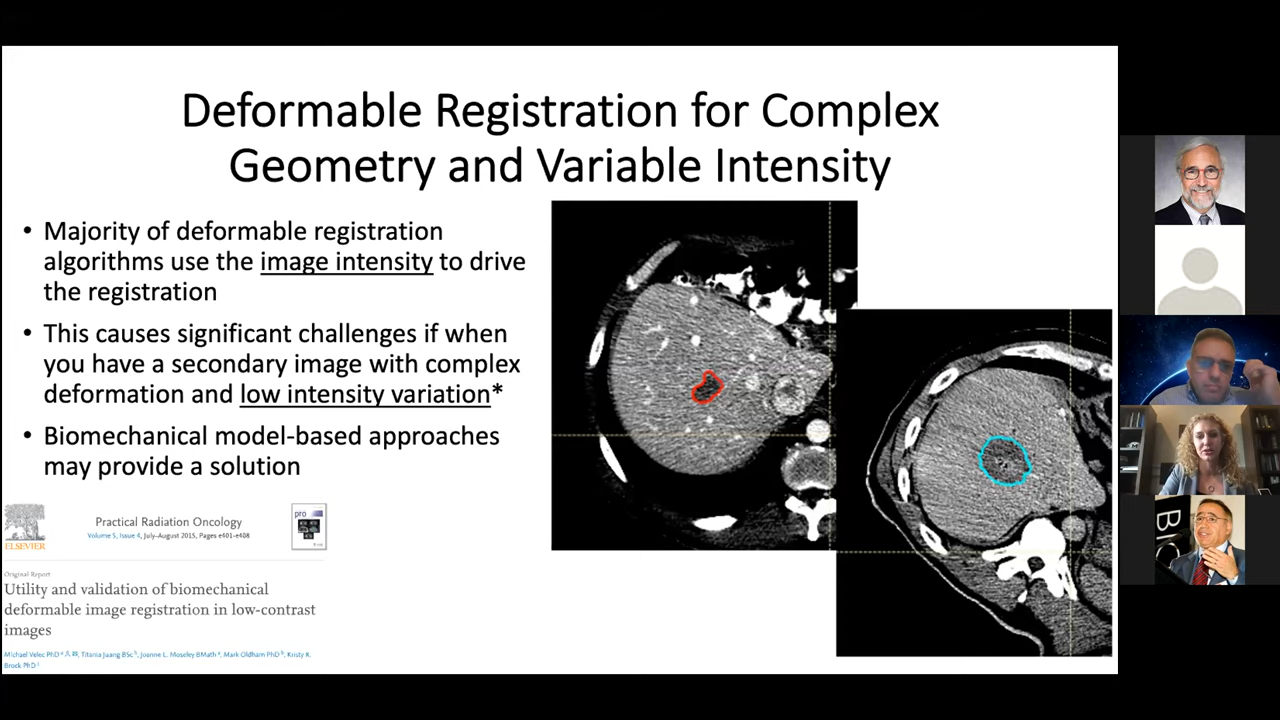 Deformable Registration for Complex
Geometry and Variable Intensity
• Majority of deformable registration
algorithms use the image intensity to drive
the registration
• This causes significant challenges if when
you have a secondary image with complex
deformation and low intensity variation*
• Biomechanical model-based approaches
may provide a solution
ELSEVIER
Practical Radiation Oncology
Volume 5, Issue 4, July–August 2015, Pages e401-e408
pro
Original Report
Utility and validation of biomechanical
deformable image registration in low-contrast
images
Michael Velec PhD a, Titania Juang BSc b, Joanne L. Moseley BMath a, Mark Oldham PhD b, Kristy K.
Brock PhD c